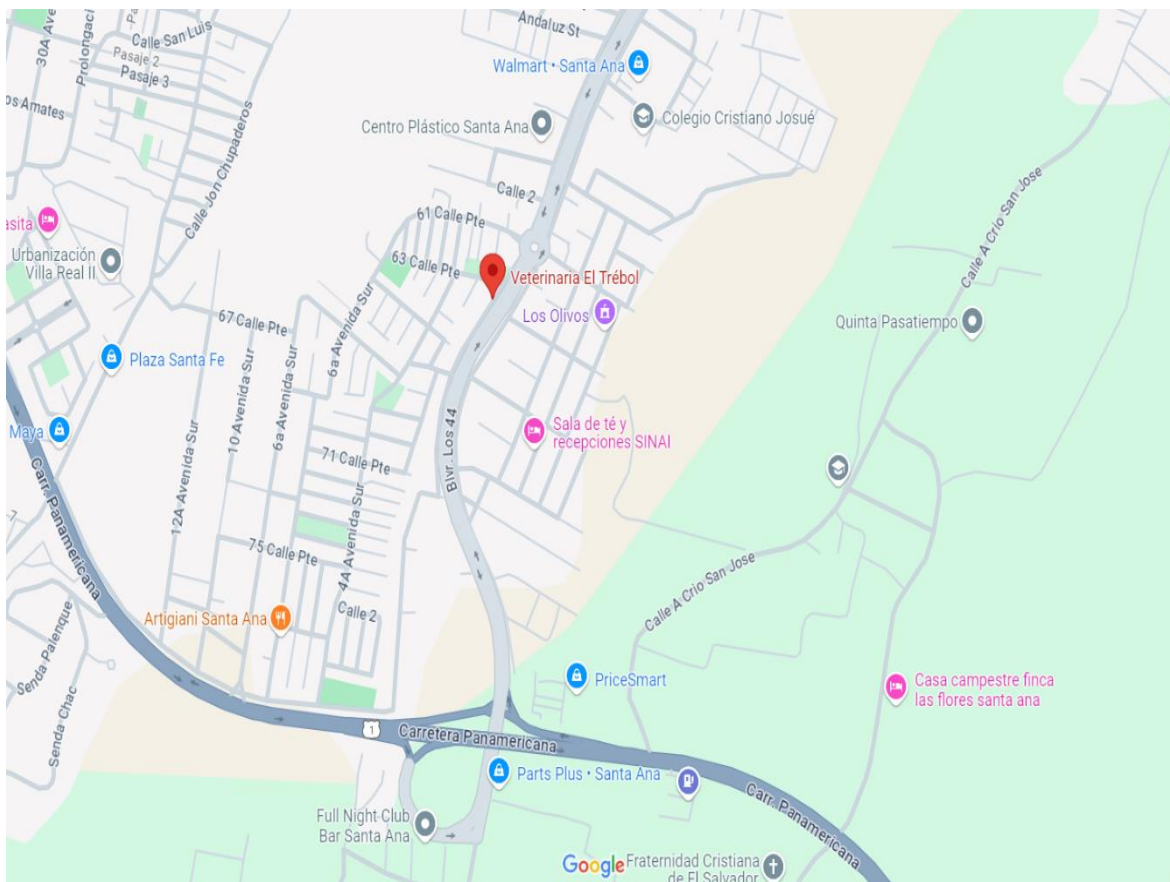 Andaluz St
30A Avenida
Prolongaci
Calle San Luis
Pasaje 2
Pasaje 3
os Amates
Walmart • Santa Ana
Centro Plástico Santa Ana
Colegio Cristiano Josué
Calle Jon Chupaderos
Calle 2
Calle A Crio San Jose
asita
61 Calle Pte
Urbanización
Villa Real II
63 Calle Pte
Veterinaria El Trébol
6a Avenida Sur
Los Olivos
67 Calle Pte
Quinta Pasatiempo
Plaza Santa Fe
10 Avenida Sur
6a Avenida Sur
Maya
12A Avenida Sur
71 Calle Pte
4A Avenida Sur
Blvr. Los 44
Sala de té y
recepciones SINAI
Carr. Panamericana
75 Calle Pte
Calle A Crio San Jose
Artigiani Santa Ana
Calle 2
Senda Palenque
Senda Chac
PriceSmart
Casa campestre finca
las flores santa ana
1
Carretera Panamericana
Parts Plus • Santa Ana
Carr. Panamericana
Full Night Club
Bar Santa Ana
Google
Fraternidad Cristiana
de El Salvador